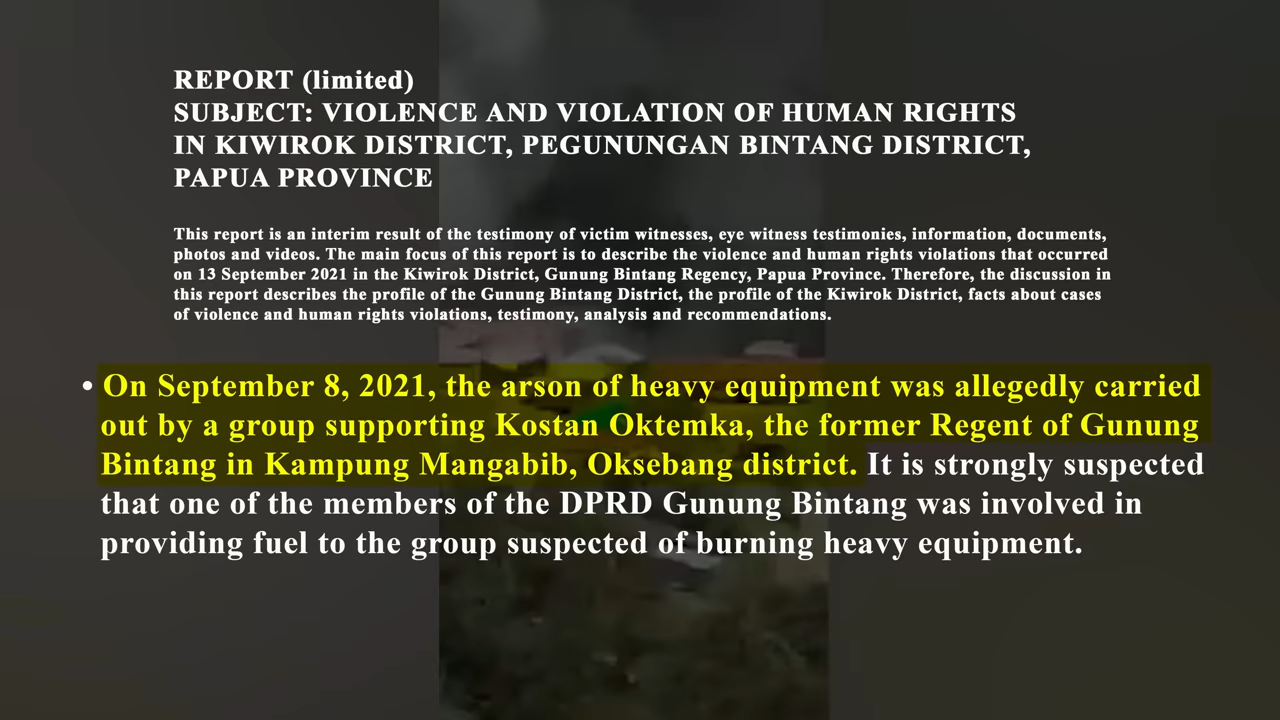 REPORT (limited)
SUBJECT: VIOLENCE AND VIOLATION OF HUMAN RIGHTS
IN KIWIROK DISTRICT, PEGUNUNGAN BINTANG DISTRICT,
PAPUA PROVINCE
This report is an interim result of the testimony of victim witnesses, eye witness testimonies, information, documents,
photos and videos. The main focus of this report is to describe the violence and human rights violations that occurred
on 13 September 2021 in the Kiwirok District, Gunung Bintang Regency, Papua Province. Therefore, the discussion in
this report describes the profile of the Gunung Bintang District, the profile of the Kiwirok District, facts about cases
of violence and human rights violations, testimony, analysis and recommendations.
• On September 8, 2021, the arson of heavy equipment was allegedly carried
out by a group supporting Kostan Oktemka, the former Regent of Gunung
Bintang in Kampung Mangabib, Oksebang district. It is strongly suspected
that one of the members of the DPRD Gunung Bintang was involved in
providing fuel to the group suspected of burning heavy equipment.